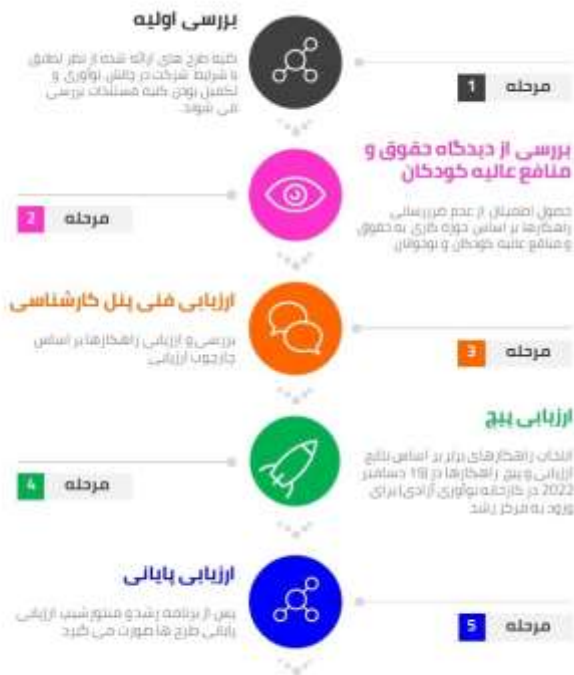 بررسی اولیه
کلیه طرح های ارائه شده از نظر تطابق
با شرایط شرکت در چالش نوآوری و
تکمیل بودن کلیه مستندات بررسی
می شوند.
مرحله 1
بررسی از دیدگاه حقوق و
منافع عالیه کودکان
حصول اطمینان از عدم ضرررسانی
راهکارها بر اساس حوزه کاری به حقوق
و منافع عالیه کودکان و نوجوانان
مرحله 2
ارزیابی فنی پنل کارشناسی
بررسی و ارزیابی راهکارها بر اساس
چارچوب ارزیابی
مرحله 3
ارزیابی پیچ
انتخاب راهکارهای برتر بر اساس نتایج
ارزیابی و پیچ راهکارها در (19 دسامبر
2022 در کارخانه نوآوری آزادی) برای
ورود به مرکز رشد
مرحله 4
ارزیابی پایانی
پس از برنامه رشد و منتورشیپ ارزیابی
پایانی طرح ها صورت می گیرد
مرحله 5